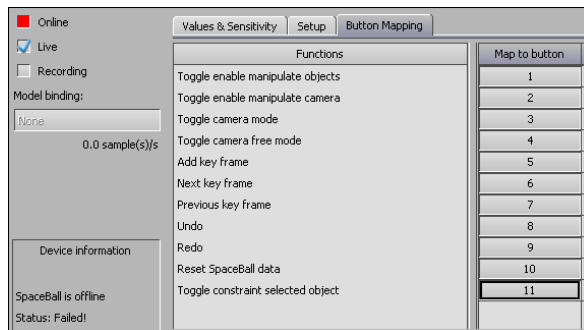 Online
Live
Recording
Model binding:
None
0.0 sample(s)/s
Device information
SpaceBall is offline
Status: Failed!
Values & Sensitivity Setup Button Mapping
Functions Map to button
Toggle enable manipulate objects 1
Toggle enable manipulate camera 2
Toggle camera mode 3
Toggle camera free mode 4
Add key frame 5
Next key frame 6
Previous key frame 7
Undo 8
Redo 9
Reset SpaceBall data 10
Toggle constraint selected object 11